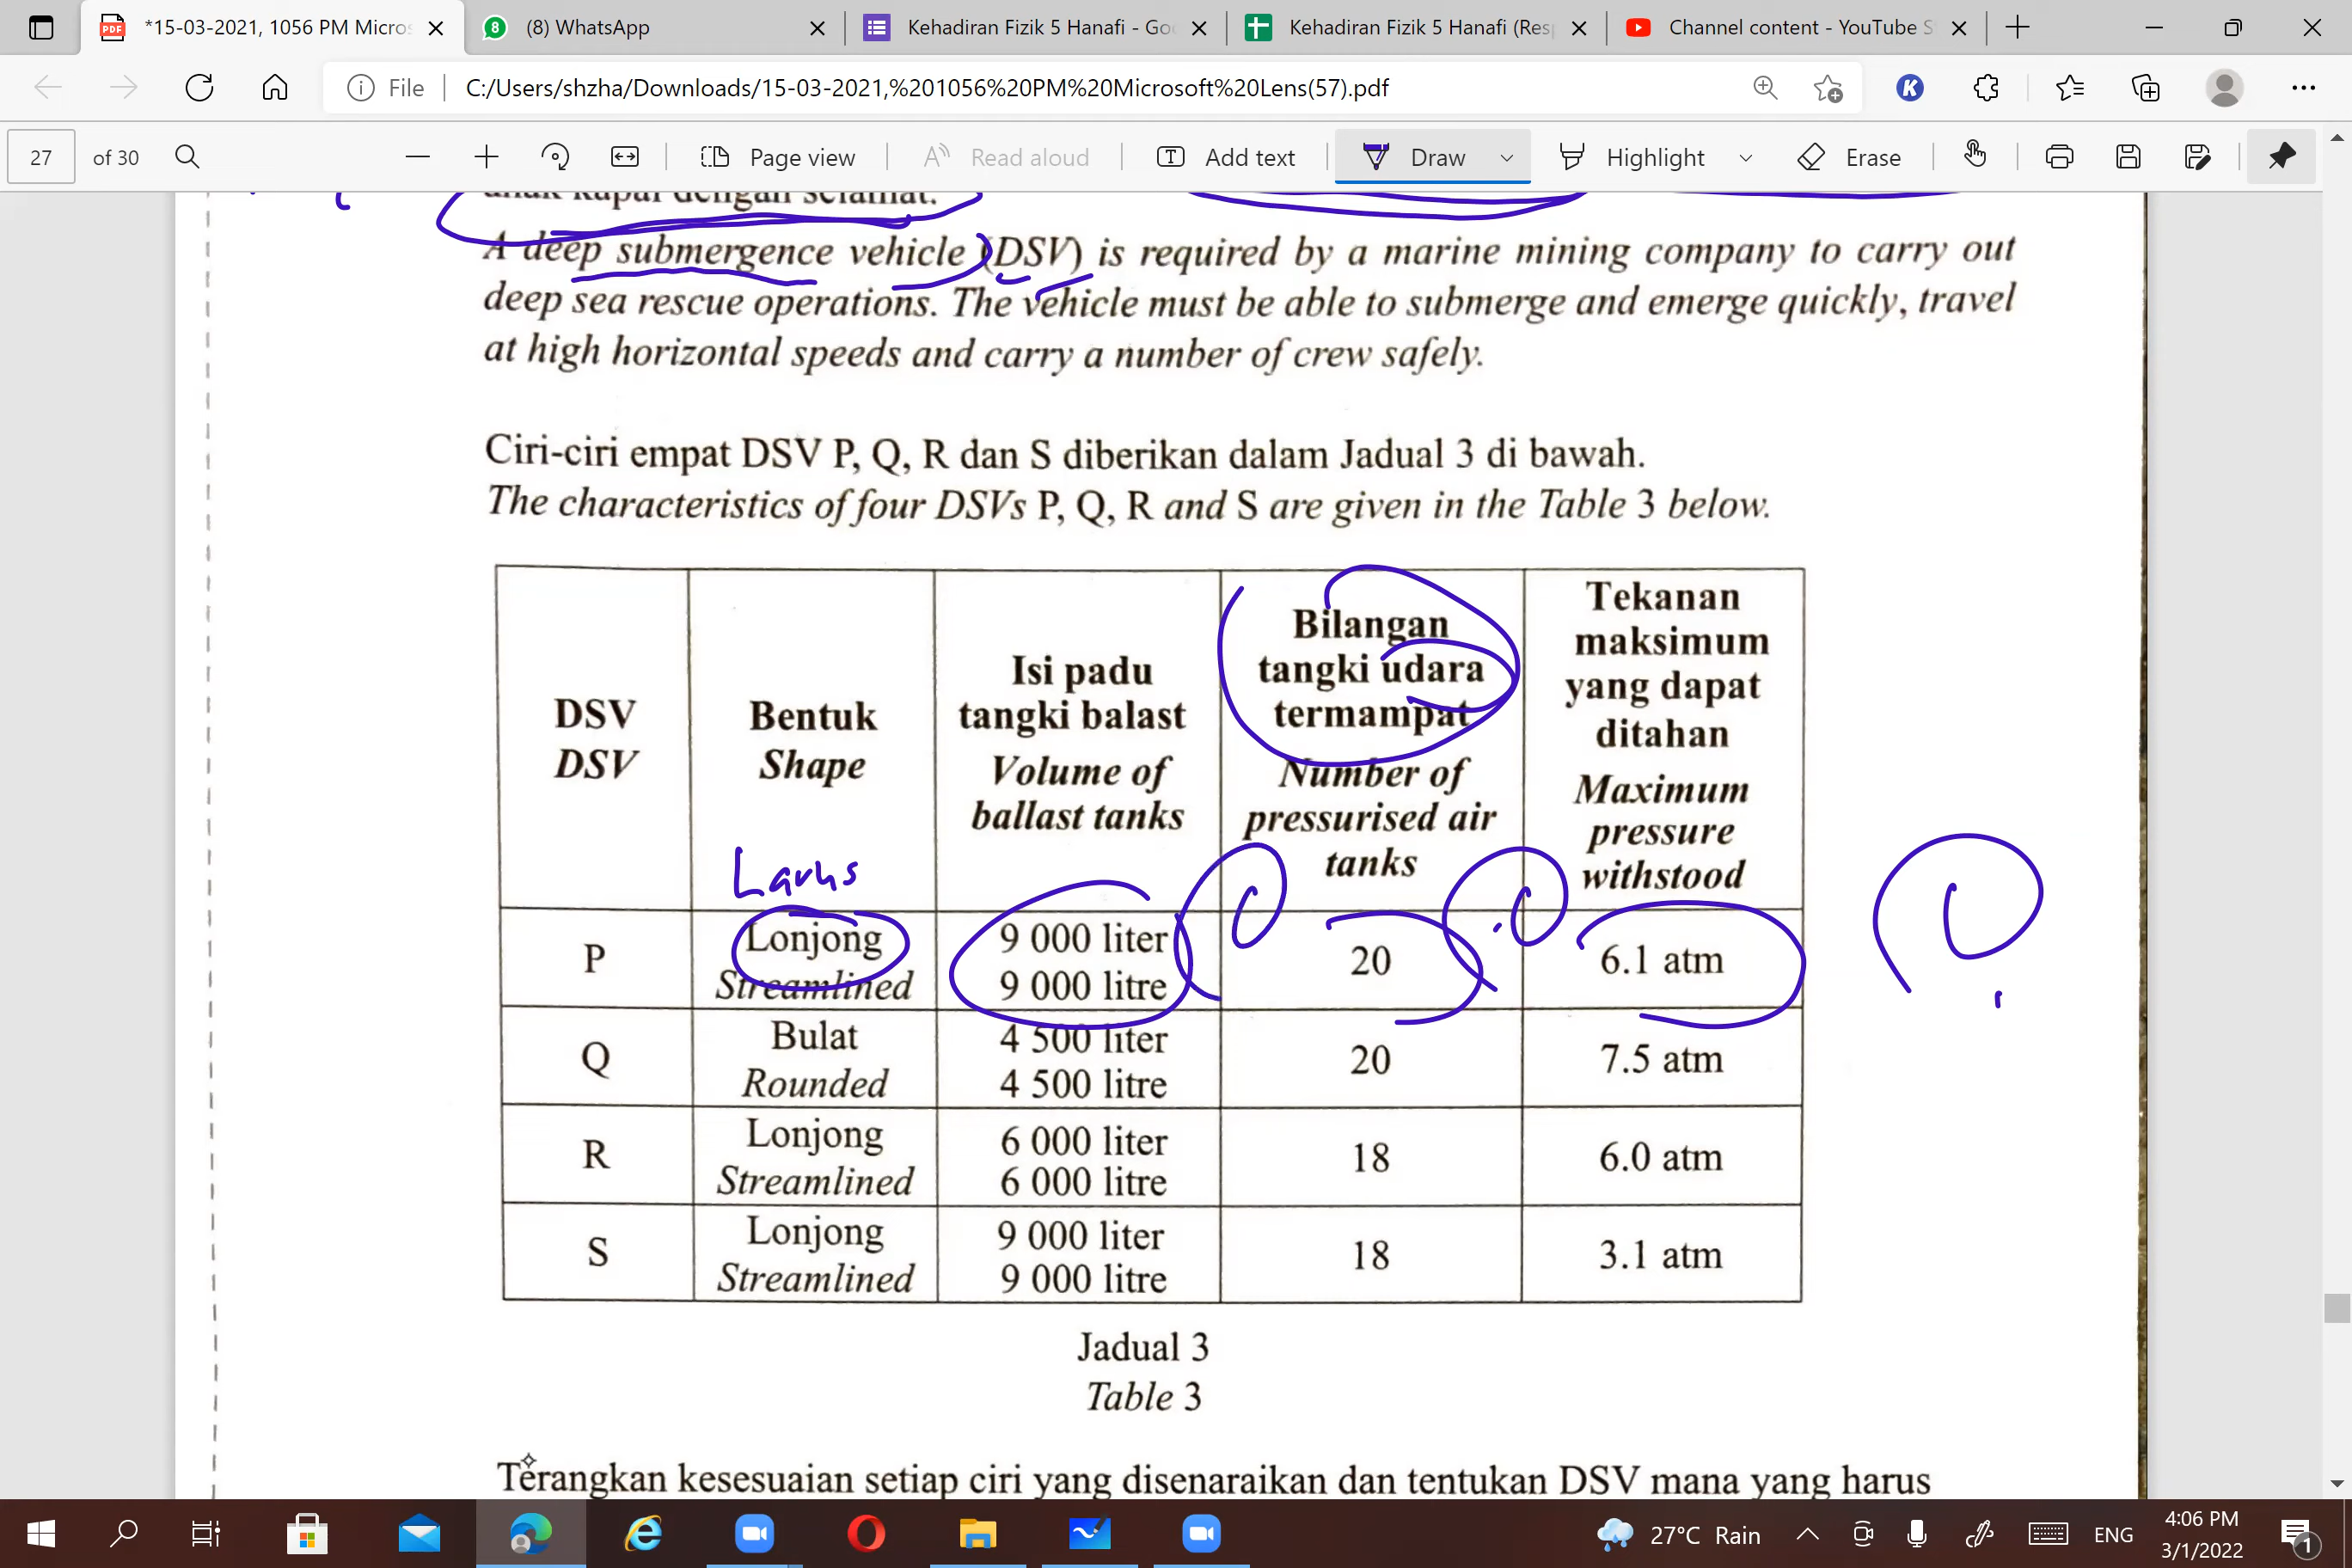 *15-03-2021, 1056 PM Micros
(8) WhatsApp
Kehadiran Fizik 5 Hanafi - Go
Kehadiran Fizik 5 Hanafi (Res
Channel content - YouTube S
File
C:/Users/shzha/Downloads/15-03-2021,%201056%20PM%20Microsoft%20Lens(57).pdf
K
27 of 30
Page view
Read aloud
Add text
Draw
Highlight
Erase
anak kapal dengan selamat.
A deep submergence vehicle (DSV) is required by a marine mining company to carry out
deep sea rescue operations. The vehicle must be able to submerge and emerge quickly, travel
at high horizontal speeds and carry a number of crew safely.
Ciri-ciri empat DSV P, Q, R dan S diberikan dalam Jadual 3 di bawah.
The characteristics of four DSVs P, Q, R and S are given in the Table 3 below.
DSV
DSV
Bentuk
Shape
Isi padu
tangki balast
Volume of
ballast tanks
Bilangan
tangki udara
termampat
Number of
pressurised air
tanks
Tekanan
maksimum
yang dapat
ditahan
Maximum
pressure
withstood
Larus
P
Lonjong
Streamlined
9 000 liter
9 000 litre
20
6.1 atm
Q
Bulat
Rounded
4 500 liter
4 500 litre
20
7.5 atm
R
Lonjong
Streamlined
6 000 liter
6 000 litre
18
6.0 atm
S
Lonjong
Streamlined
9 000 liter
9 000 litre
18
3.1 atm
Jadual 3
Table 3
Terangkan kesesuaian setiap ciri yang disenaraikan dan tentukan DSV mana yang harus
27°C Rain
ENG
4:06 PM
3/1/2022
1